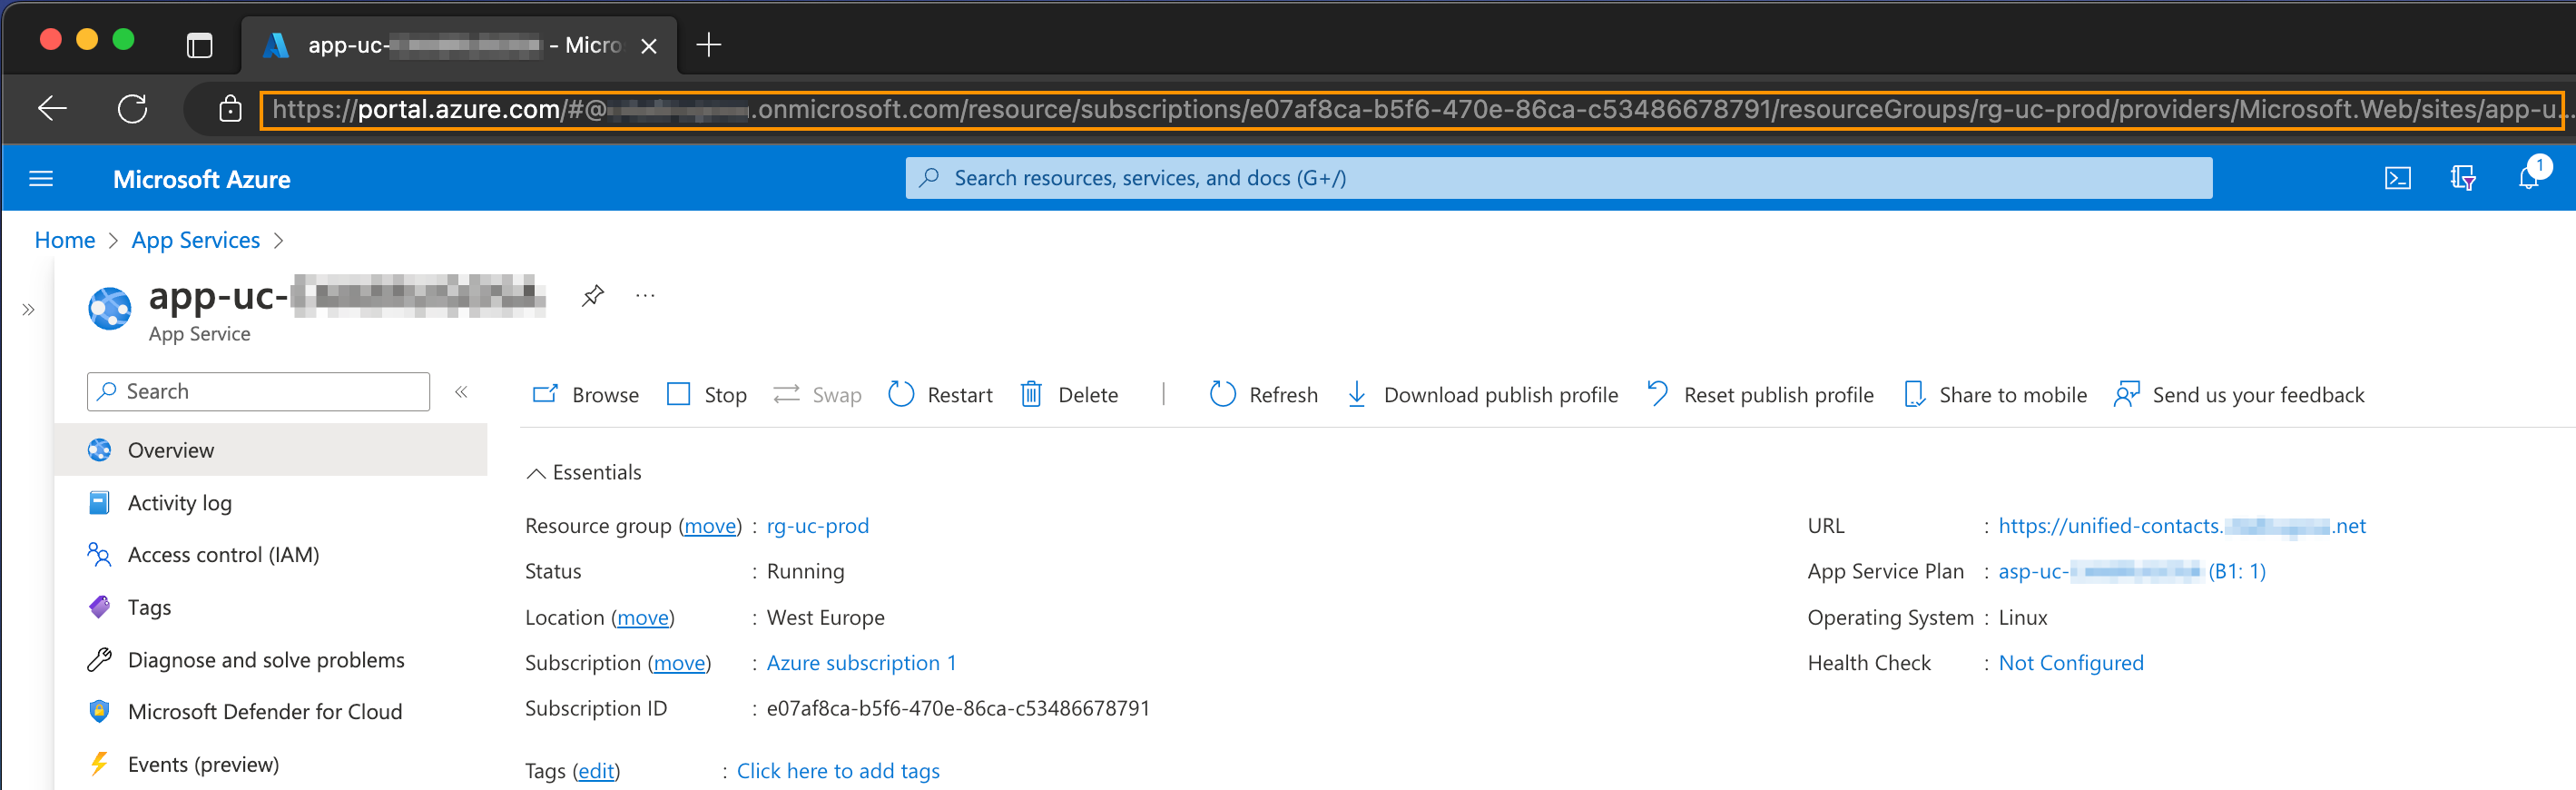 app-uc- - Micro
https://portal.azure.com/#@ .onmicrosoft.com/resource/subscriptions/e07af8ca-b5f6-470e-86ca-c53486678791/resourceGroups/rg-uc-prod/providers/Microsoft.Web/sites/app-u...
Microsoft Azure
Search resources, services, and docs (G+/)
1
Home > App Services >
app-uc-
...
App Service
Search
Browse Stop Swap Restart Delete | Refresh Download publish profile Reset publish profile Share to mobile Send us your feedback
Overview
Activity log
Access control (IAM)
Tags
Diagnose and solve problems
Microsoft Defender for Cloud
Events (preview)
Essentials
Resource group (move) : rg-uc-prod
Status : Running
Location (move) : West Europe
Subscription (move) : Azure subscription 1
Subscription ID : e07af8ca-b5f6-470e-86ca-c53486678791
Tags (edit) : Click here to add tags
URL : https://unified-contacts. .net
App Service Plan : asp-uc- (B1: 1)
Operating System : Linux
Health Check : Not Configured